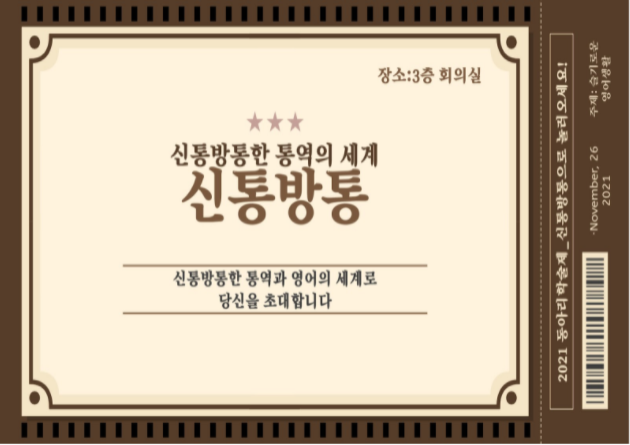 장소:3층 회의실
신통방통한 통역의 세계
신통방통
신통방통한 통역과 영어의 세계로
당신을 초대합니다
2021 동아리학술제_신통방통으로 놀러오세요!
주제: 슬기로운
영어생활
·November, 26
2021